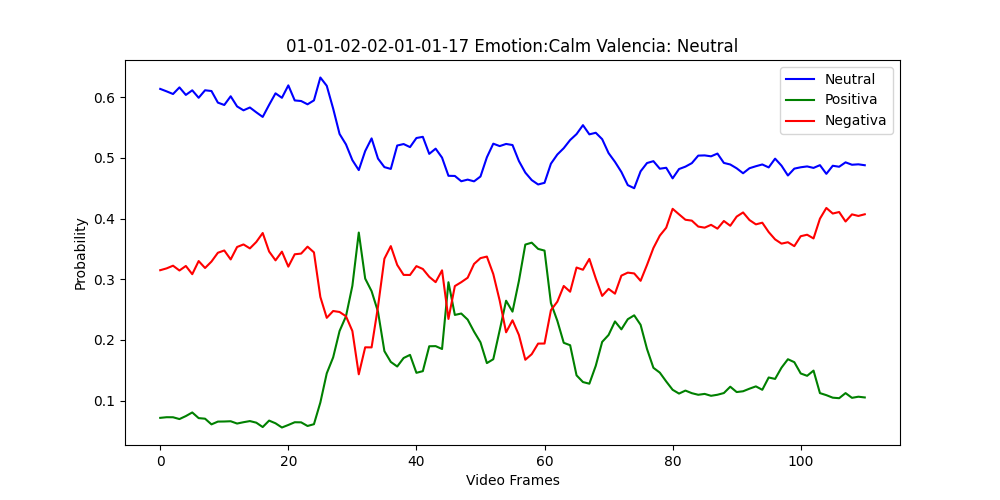 01-01-02-02-01-01-17 Emotion:Calm Valencia: Neutral
Neutral
Positiva
Negativa
0.6
0.5
0.4
0.3
0.2
0.1
Probability
0 20 40 60 80 100
Video Frames